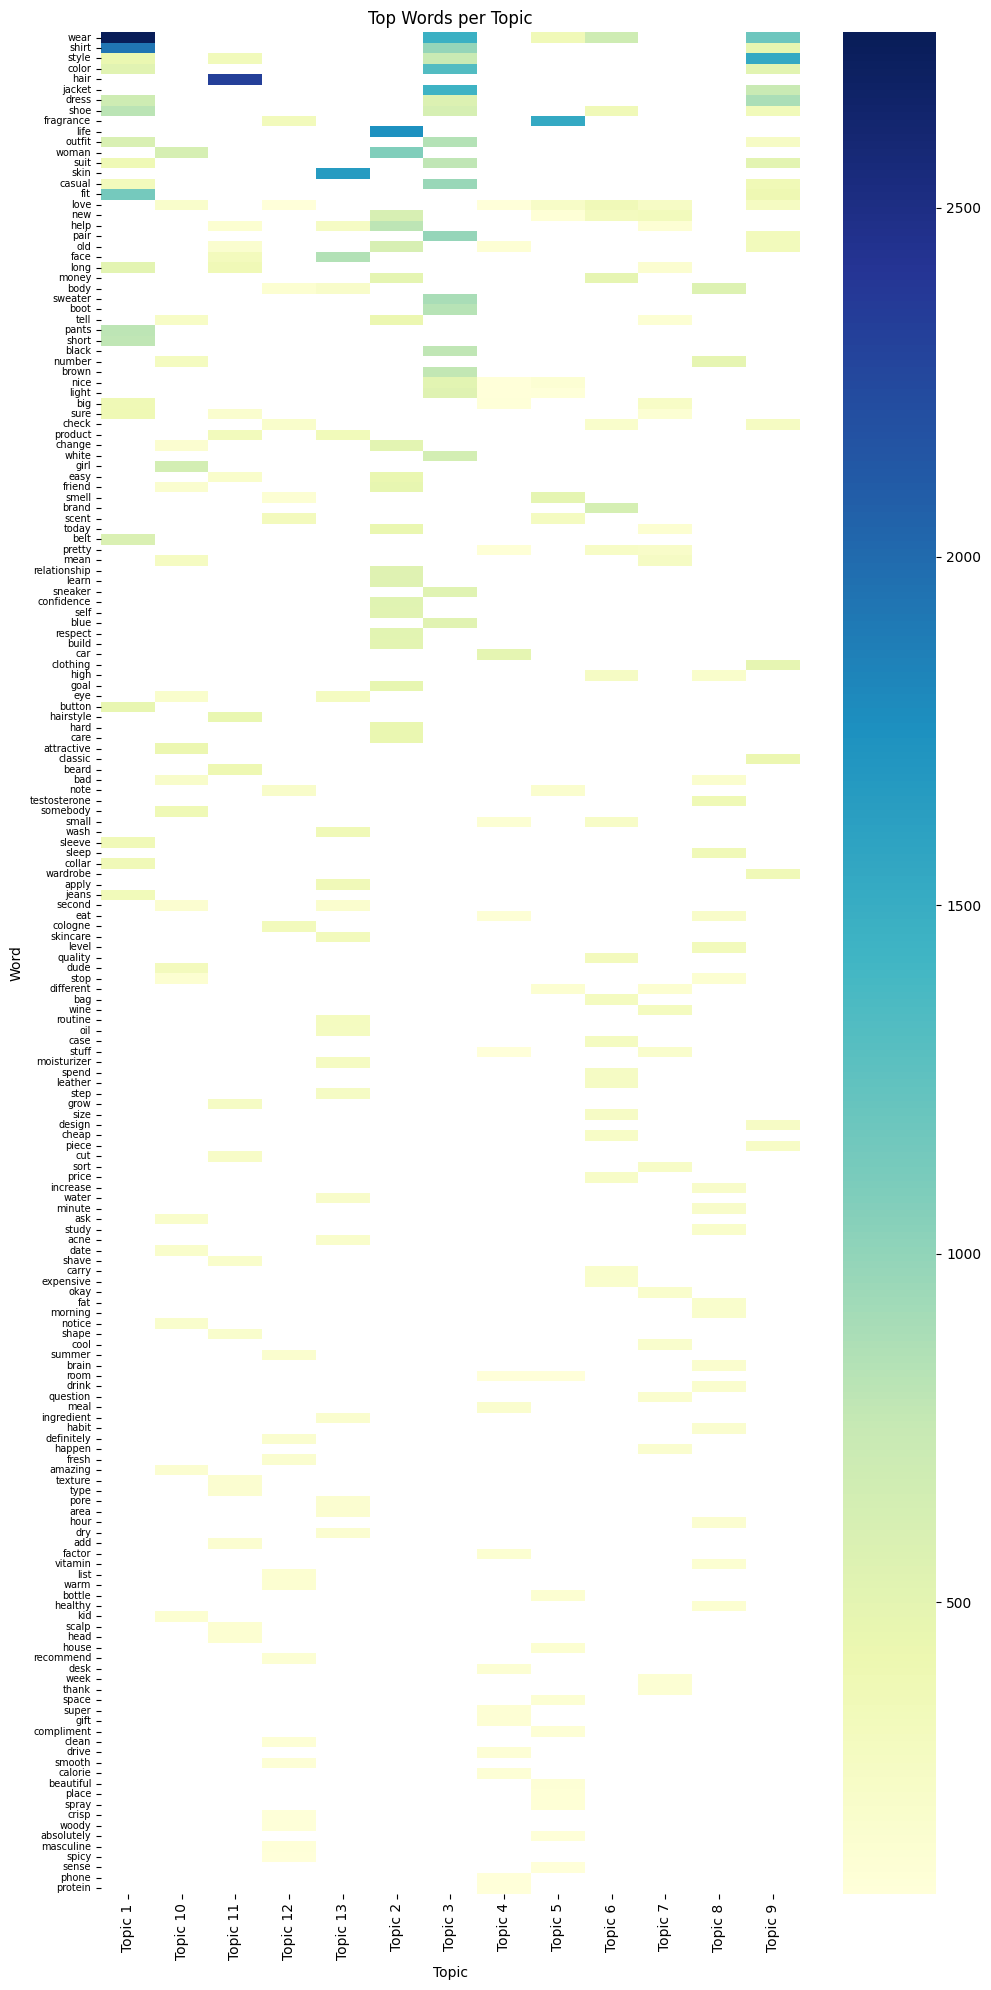 Top Words per Topic
wear
shirt
style
color
hair
jacket
dress
shoe
fragrance
life
outfit
woman
suit
skin
casual
fit
love
new
help
pair
old
face
long
money
body
sweater
boot
tell
pants
short
black
number
brown
nice
light
big
sure
check
product
change
white
girl
easy
friend
smell
brand
scent
today
belt
pretty
mean
relationship
learn
sneaker
confidence
self
blue
respect
build
car
clothing
high
goal
eye
button
hairstyle
hard
care
attractive
classic
beard
bad
note
testosterone
somebody
small
wash
sleeve
sleep
collar
wardrobe
apply
jeans
second
eat
cologne
skincare
level
quality
dude
stop
different
bag
wine
routine
oil
case
stuff
moisturizer
spend
leather
step
grow
size
design
cheap
piece
cut
sort
price
increase
water
minute
ask
study
acne
date
shave
carry
expensive
okay
fat
morning
notice
shape
cool
summer
brain
room
drink
question
meal
ingredient
habit
definitely
happen
fresh
amazing
texture
type
pore
area
hour
dry
add
factor
vitamin
list
warm
bottle
healthy
kid
scalp
head
house
recommend
desk
week
thank
space
super
gift
compliment
clean
drive
smooth
calorie
beautiful
place
spray
crisp
woody
absolutely
masculine
spicy
sense
phone
protein
Word
Topic 1
Topic 10
Topic 11
Topic 12
Topic 13
Topic 2
Topic 3
Topic 4
Topic 5
Topic 6
Topic 7
Topic 8
Topic 9
Topic
2500
2000
1500
1000
500